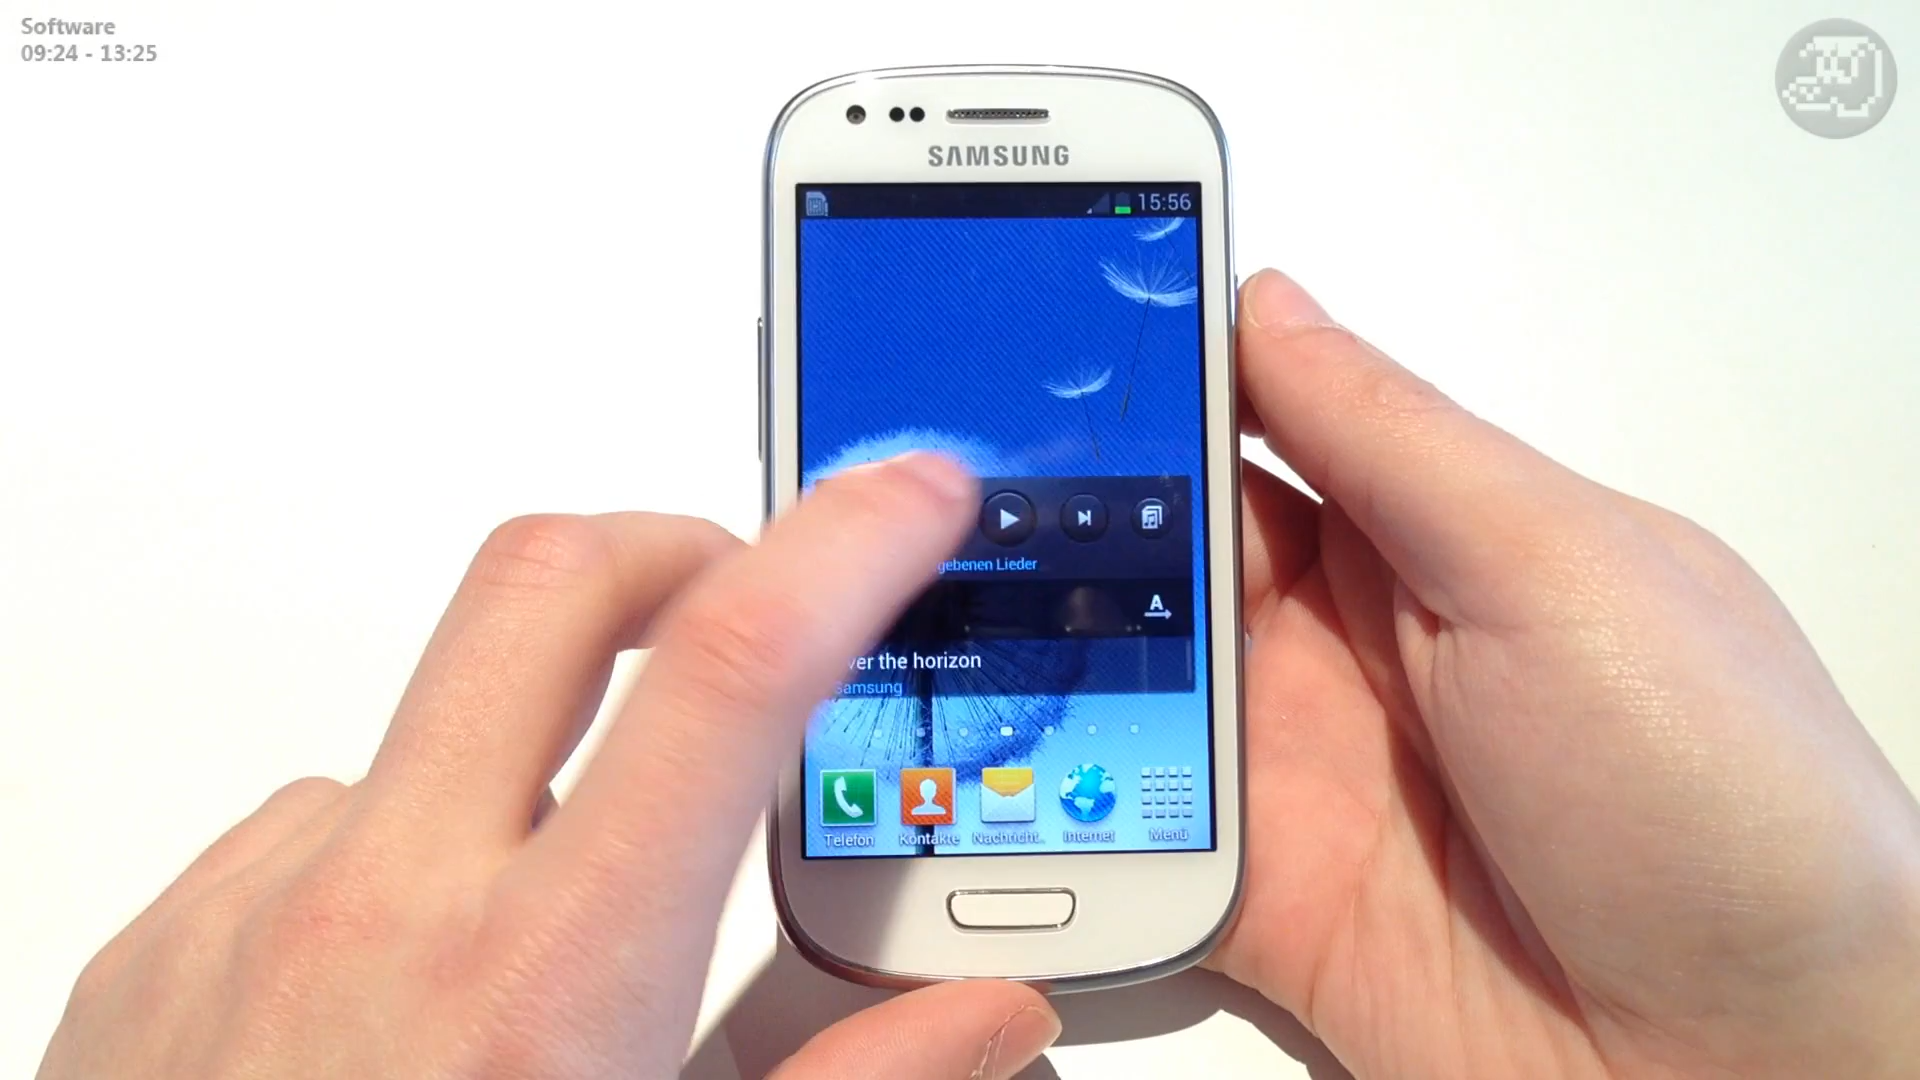 Software
09:24 - 13:25
SAMSUNG
15:56
gebenen Lieder
A
ver the horizon
Samsung
Telefon
Kontakte
Nachricht..
Internet
Menü